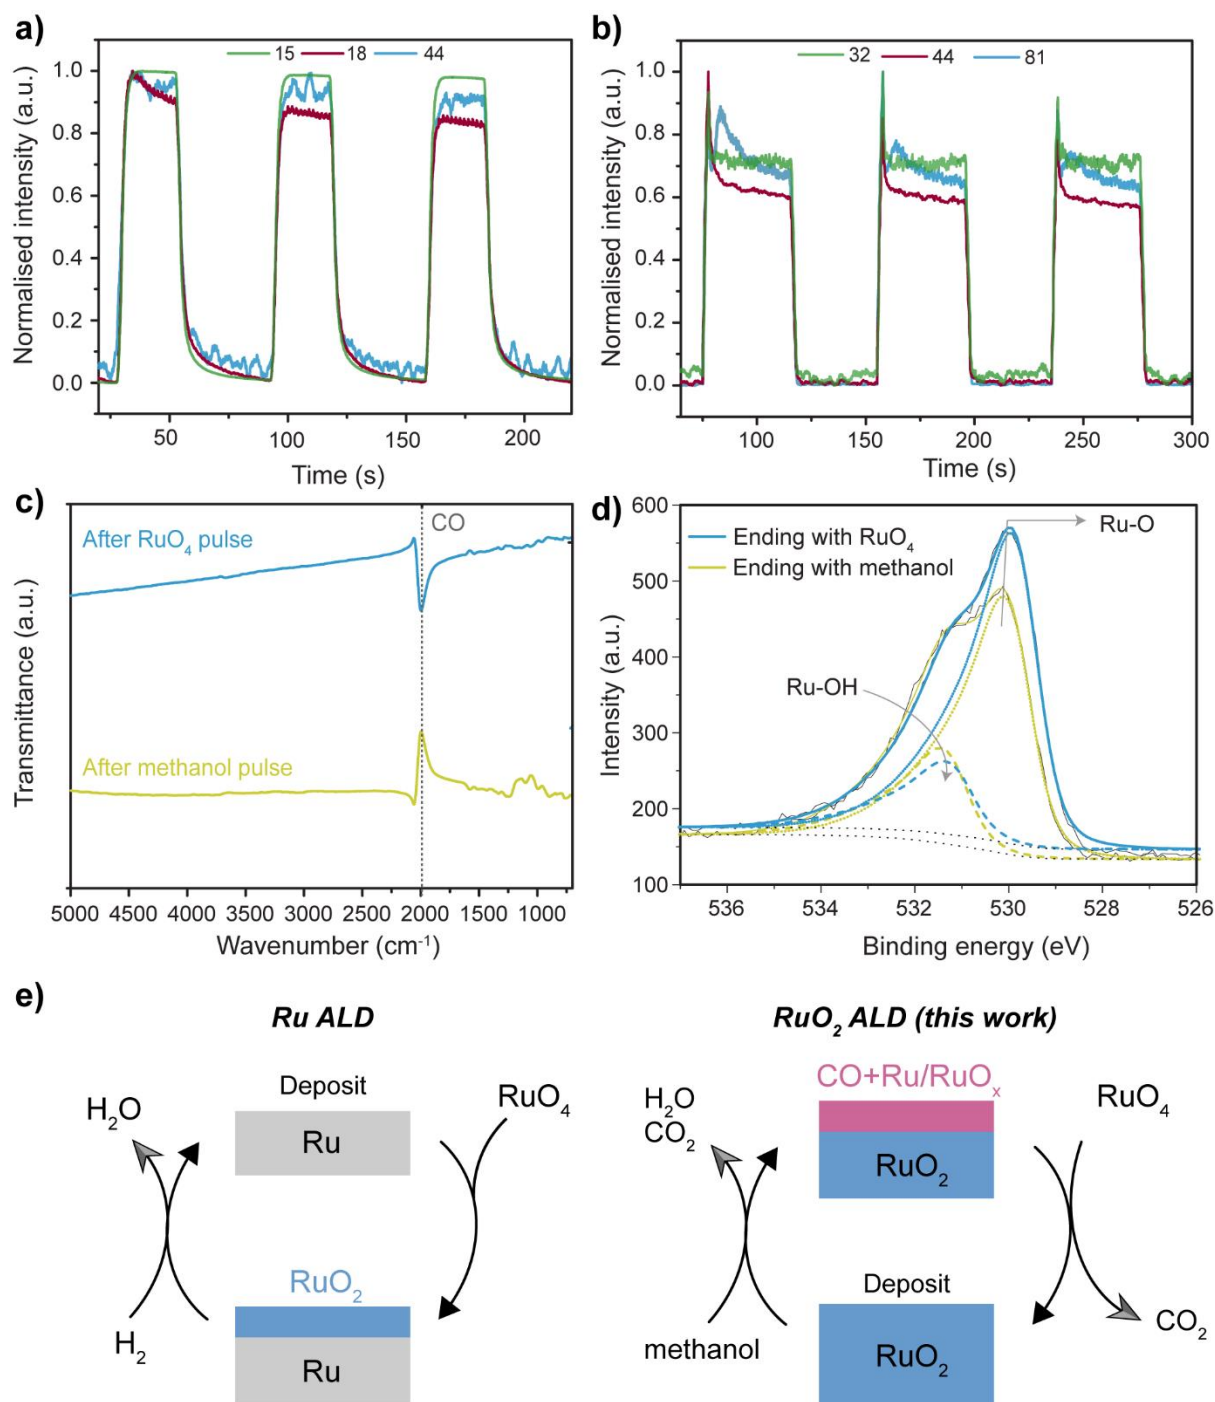 a)
15 18 44
Normalised intensity (a.u.)
1.0
0.8
0.6
0.4
0.2
0.0
50 100 150 200
Time (s)
b)
32 44 81
Normalised intensity (a.u.)
1.0
0.8
0.6
0.4
0.2
0.0
100 150 200 250 300
Time (s)
c)
CO
After RuO₄ pulse
After methanol pulse
Transmittance (a.u.)
5000 4500 4000 3500 3000 2500 2000 1500 1000
Wavenumber (cm⁻¹)
d)
Ending with RuO₄
Ending with methanol
Ru-O
Ru-OH
Intensity (a.u.)
600
500
400
300
200
100
536 534 532 530 528 526
Binding energy (eV)
e)
Ru ALD
Deposit
H₂O
RuO₄
Ru
RuO₂
H₂
Ru
RuO₂ ALD (this work)
CO+Ru/RuOₓ
H₂O
CO₂
RuO₄
RuO₂
Deposit
methanol
RuO₂
CO₂